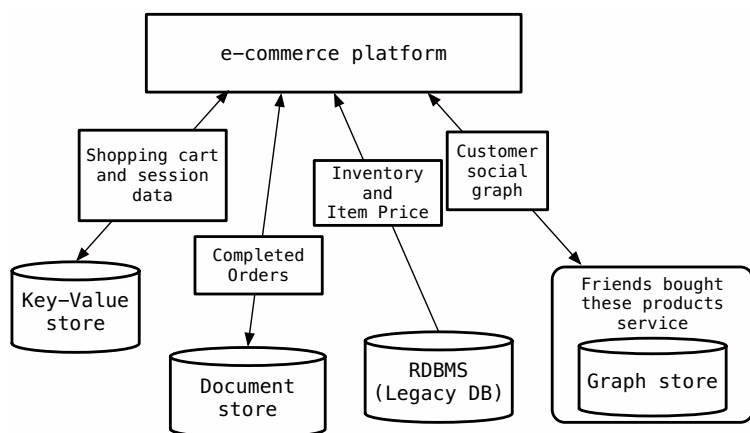 e-commerce platform
Shopping cart
and session
data
Completed
Orders
Inventory
and
Item Price
Customer
social
graph
Key-Value
store
Document
store
RDBMS
(Legacy DB)
Friends bought
these products
service
Graph store